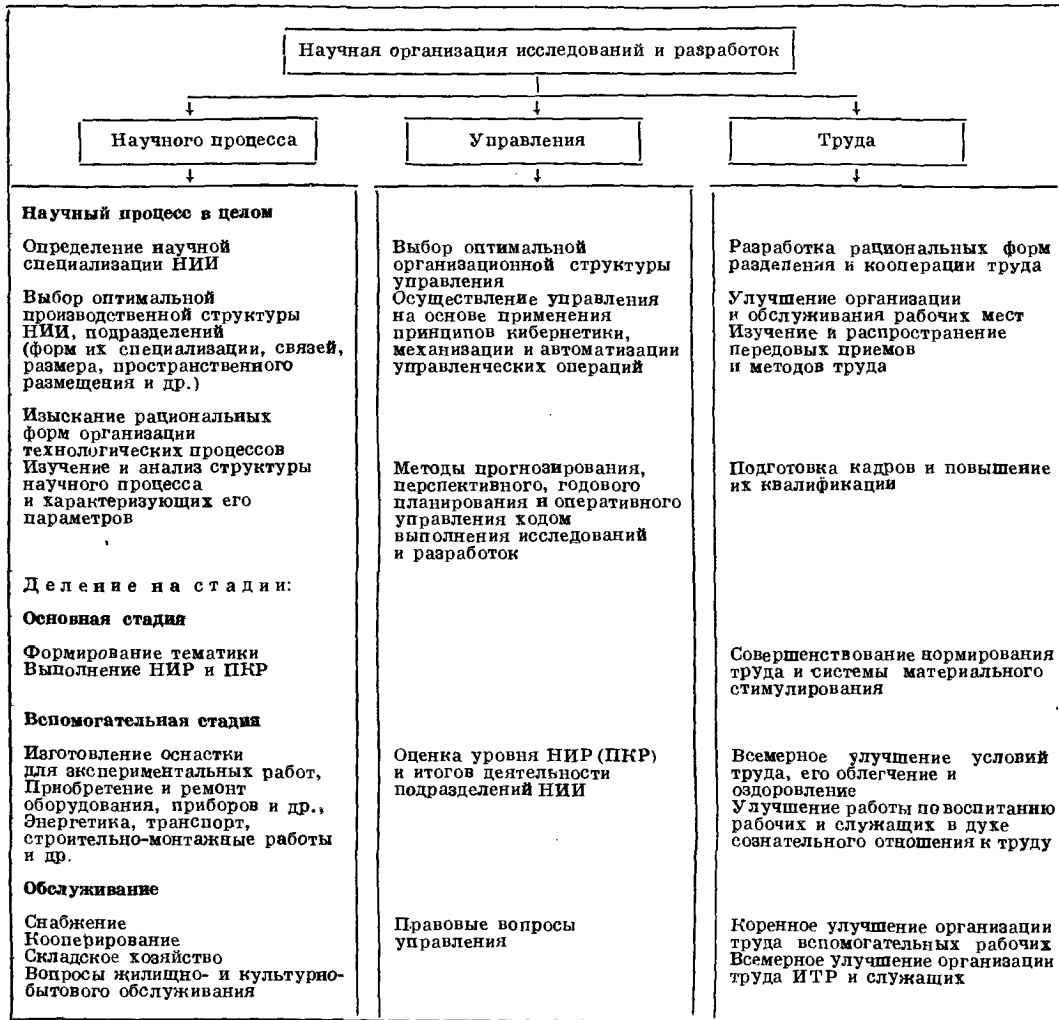 Научная организация исследований и разработок
Научного процесса
Управления
Труда
Научный процесс в целом
Определение научной
специализации НИИ
Выбор оптимальной
производственной структуры
НИИ, подразделений
(форм их специализации, связей,
размера, пространственного
размещения и др.)
Изыскание рациональных
форм организации
технологических процессов
Изучение и анализ структуры
научного процесса
и характеризующих его
параметров
Деление на стадии:
Основная стадия
Формирование тематики
Выполнение НИР и ПКР
Вспомогательная стадия
Изготовление оснастки
для экспериментальных работ,
Приобретение и ремонт
оборудования, приборов и др.,
Энергетика, транспорт,
строительно-монтажные работы
и др.
Обслуживание
Снабжение
Кооперирование
Складское хозяйство
Вопросы жилищно- и культурно-
бытового обслуживания
Выбор оптимальной
организационной структуры
управления
Осуществление управления
на основе применения
принципов кибернетики,
механизации и автоматизации
управленческих операций
Методы прогнозирования,
перспективного, годового
планирования и оперативного
управления ходом
выполнения исследований
и разработок
Оценка уровня НИР (ПКР)
и итогов деятельности
подразделений НИИ
Правовые вопросы
управления
Разработка рациональных форм
разделения и кооперации труда
Улучшение организации
и обслуживания рабочих мест
Изучение и распространение
передовых приемов
и методов труда
Подготовка кадров и повышение
их квалификации
Совершенствование нормирования
труда и системы материального
стимулирования
Всемерное улучшение условий
труда, его облегчение и
оздоровление
Улучшение работы по воспитанию
рабочих и служащих в духе
сознательного отношения к труду
Коренное улучшение организации
труда вспомогательных рабочих
Всемерное улучшение организации
труда ИТР и служащих